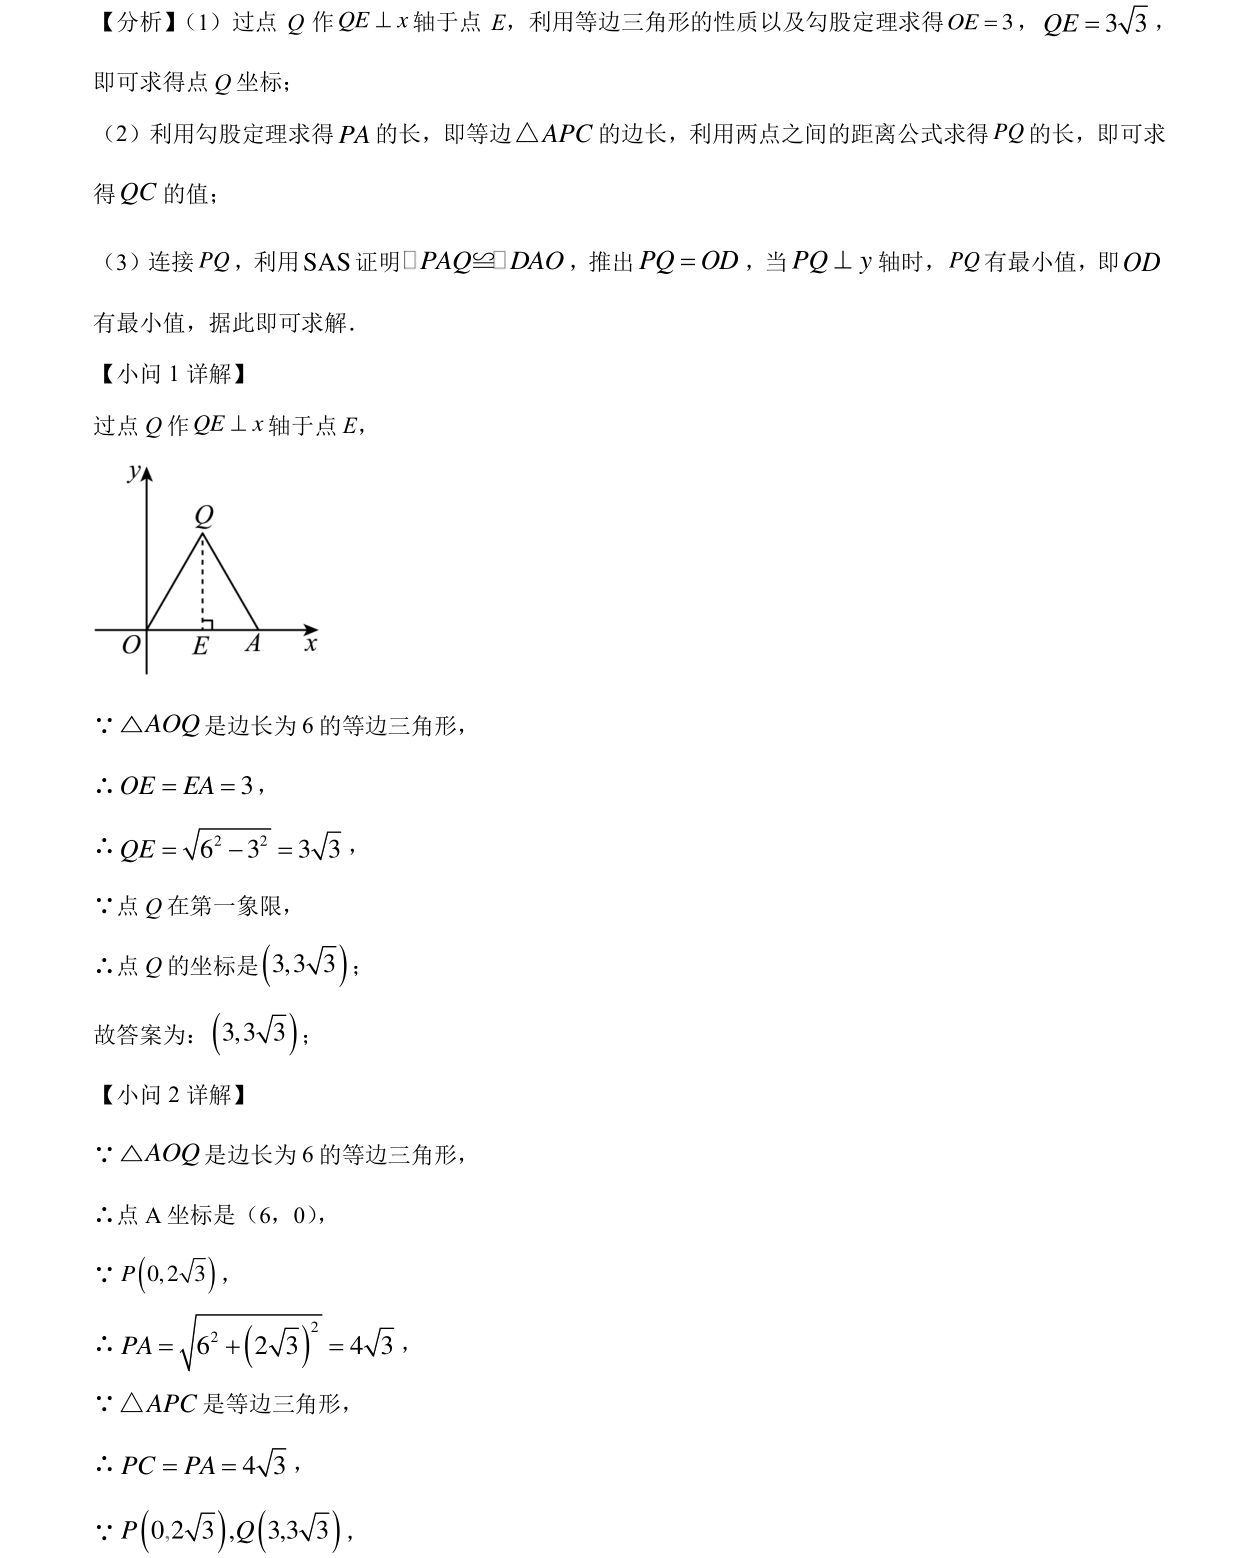 【分析】（1）过点 Q 作 QE ⊥ x 轴于点 E，利用等边三角形的性质以及勾股定理求得 OE = 3，QE = 3√3，
即可求得点 Q 坐标；
（2）利用勾股定理求得 PA 的长，即等边 △APC 的边长，利用两点之间的距离公式求得 PQ 的长，即可求
得 QC 的值；
（3）连接 PQ，利用 SAS 证明 □PAQ≌□DAO，推出 PQ = OD，当 PQ ⊥ y 轴时，PQ 有最小值，即 OD
有最小值，据此即可求解．
【小问 1 详解】
过点 Q 作 QE ⊥ x 轴于点 E，
y
Q
O E A x
∵ △AOQ 是边长为 6 的等边三角形，
∴ OE = EA = 3，
∴ QE = √(6² − 3²) = 3√3，
∵点 Q 在第一象限，
∴点 Q 的坐标是 (3,3√3)；
故答案为：(3,3√3)；
【小问 2 详解】
∵ △AOQ 是边长为 6 的等边三角形，
∴点 A 坐标是（6，0），
∵ P(0,2√3)，
∴ PA = √(6² + (2√3)²) = 4√3，
∵ △APC 是等边三角形，
∴ PC = PA = 4√3，
∵ P(0,2√3),Q(3,3√3)，